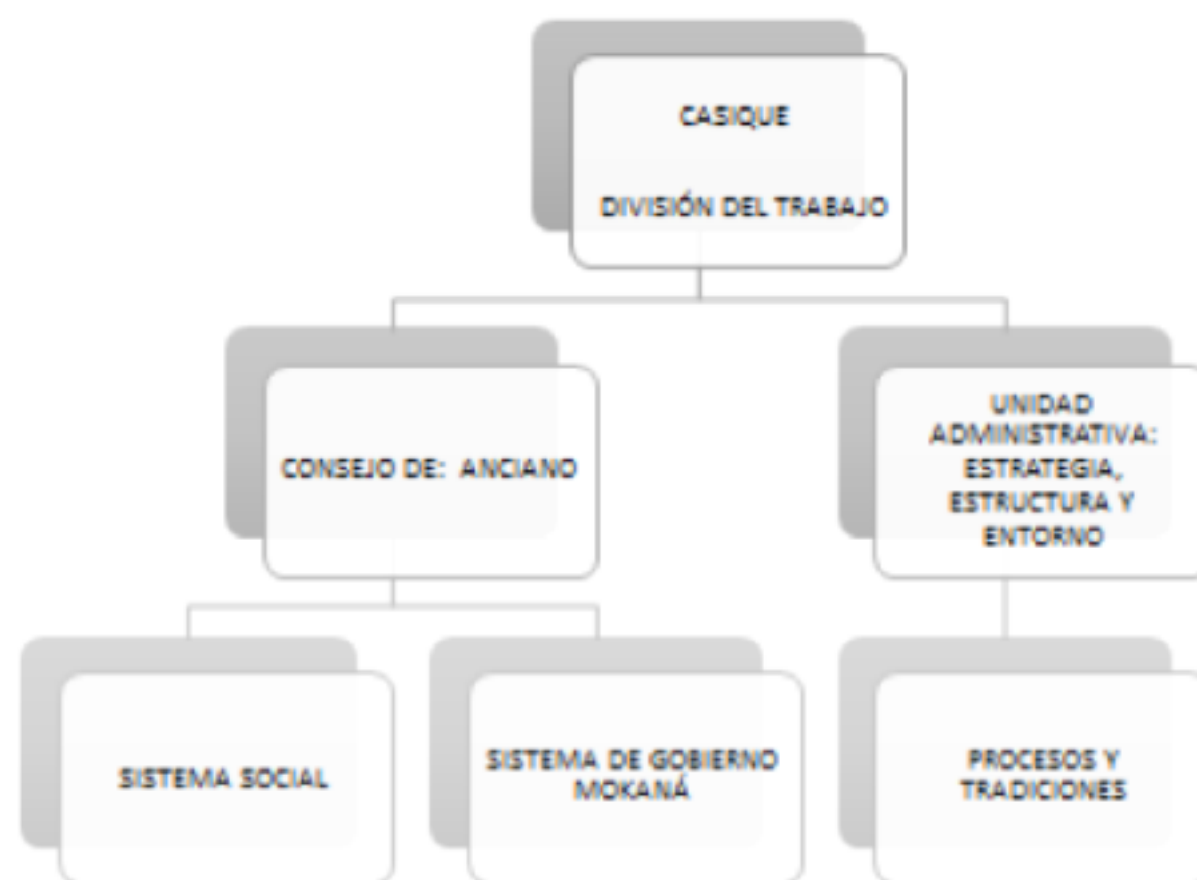 CASIQUE
DIVISIÓN DEL TRABAJO
CONSEJO DE: ANCIANO
UNIDAD
ADMINISTRATIVA:
ESTRATEGIA,
ESTRUCTURA Y
ENTORNO
SISTEMA SOCIAL
SISTEMA DE GOBIERNO
MOKANÁ
PROCESOS Y
TRADICIONES